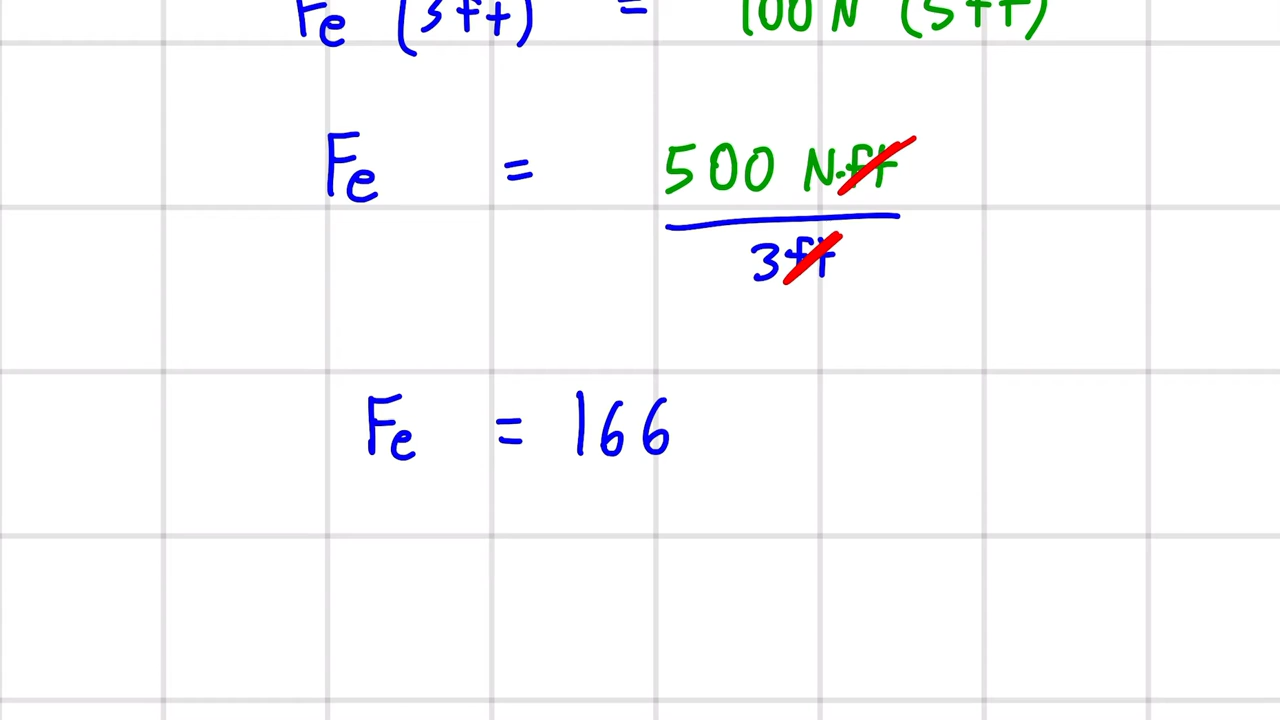 Fe (3ft) = 100 N (5ft)
Fe = 500 N·ft
3ft
Fe = 166